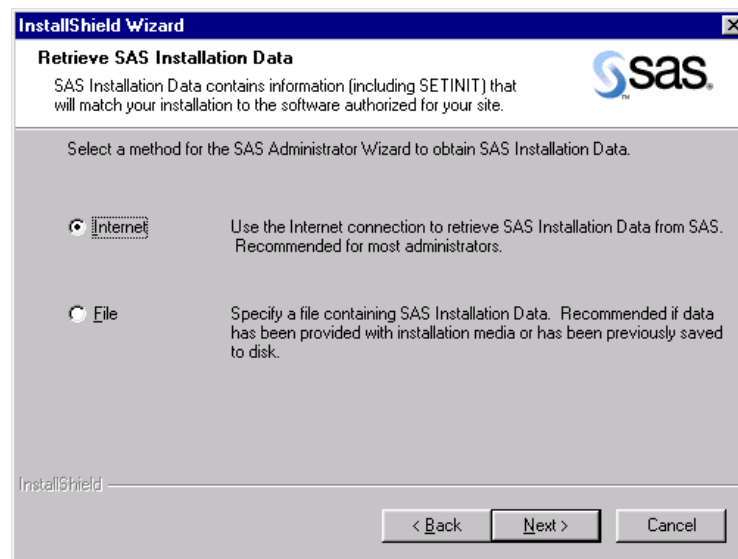 InstallShield Wizard
Retrieve SAS Installation Data
SAS Installation Data contains information (including SETINIT) that
will match your installation to the software authorized for your site.
sas.
TM
Select a method for the SAS Administrator Wizard to obtain SAS Installation Data.
Internet
Use the Internet connection to retrieve SAS Installation Data from SAS.
Recommended for most administrators.
File
Specify a file containing SAS Installation Data. Recommended if data
has been provided with installation media or has been previously saved
to disk.
InstallShield
< Back
Next >
Cancel